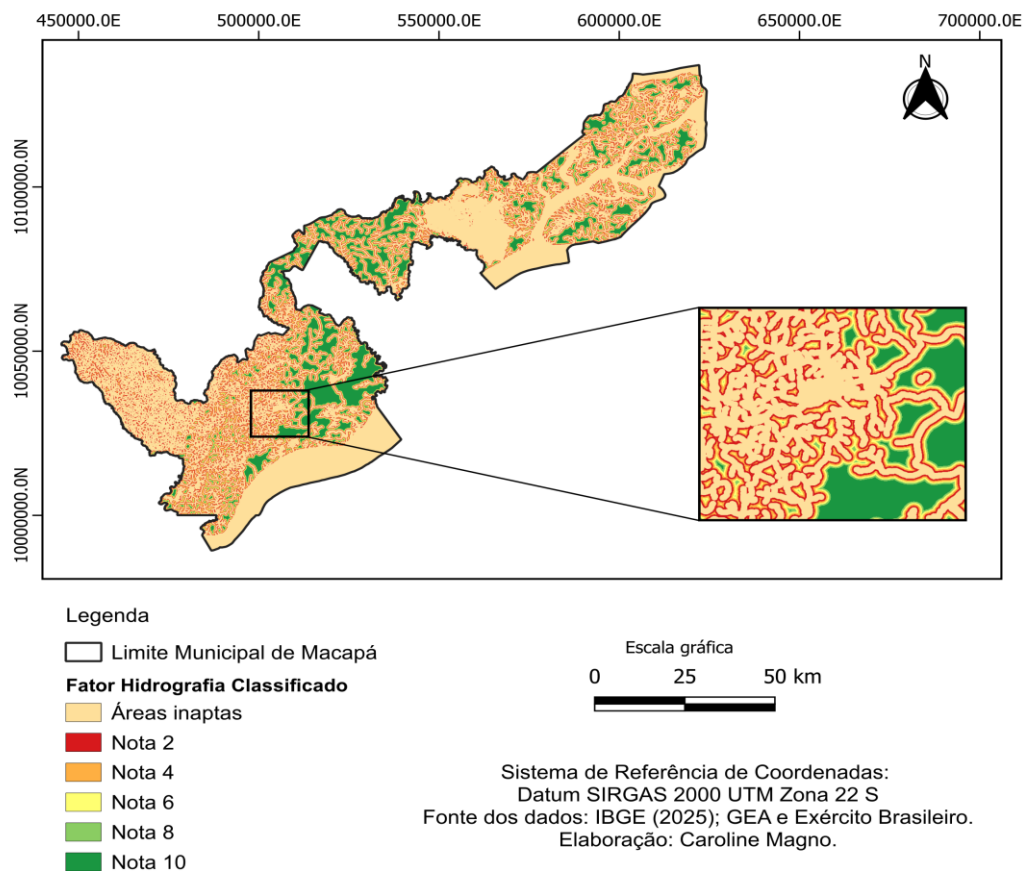 450000.0E 500000.0E 550000.0E 600000.0E 650000.0E 700000.0E
N
10100000.0N
10050000.0N
10000000.0N
Legenda
Limite Municipal de Macapá
Fator Hidrografia Classificado
Áreas inaptas
Nota 2
Nota 4
Nota 6
Nota 8
Nota 10
Escala gráfica
0 25 50 km
Sistema de Referência de Coordenadas:
Datum SIRGAS 2000 UTM Zona 22 S
Fonte dos dados: IBGE (2025); GEA e Exército Brasileiro.
Elaboração: Caroline Magno.